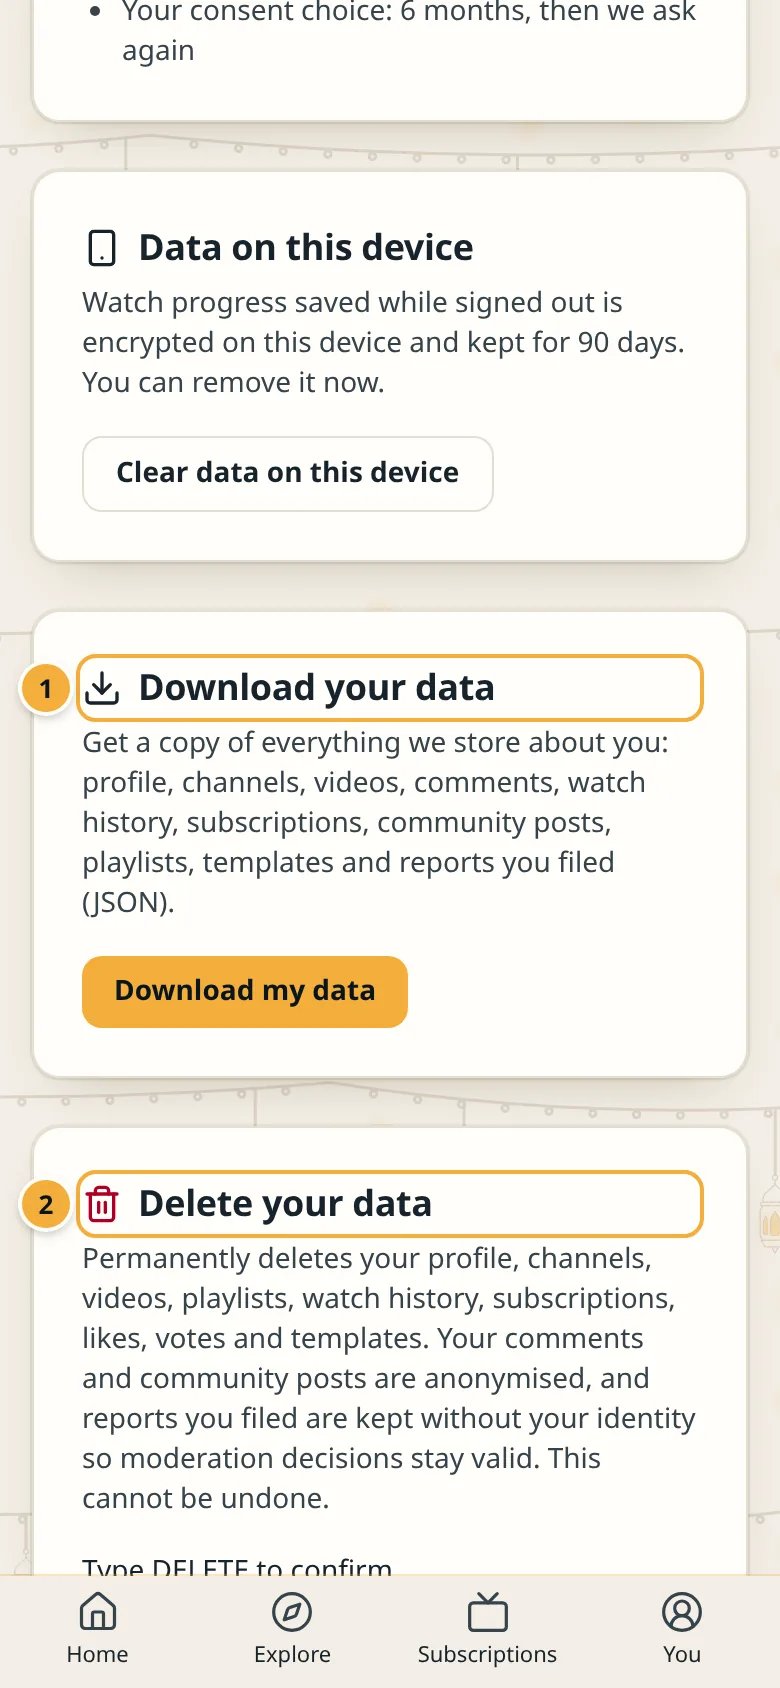 Your consent choice: 6 months, then we ask
again
Data on this device
Watch progress saved while signed out is
encrypted on this device and kept for 90 days.
You can remove it now.
Clear data on this device
1
Download your data
Get a copy of everything we store about you:
profile, channels, videos, comments, watch
history, subscriptions, community posts,
playlists, templates and reports you filed
(JSON).
Download my data
2
Delete your data
Permanently deletes your profile, channels,
videos, playlists, watch history, subscriptions,
likes, votes and templates. Your comments
and community posts are anonymised, and
reports you filed are kept without your identity
so moderation decisions stay valid. This
cannot be undone.
Type DELETE to confirm
Home
Explore
Subscriptions
You